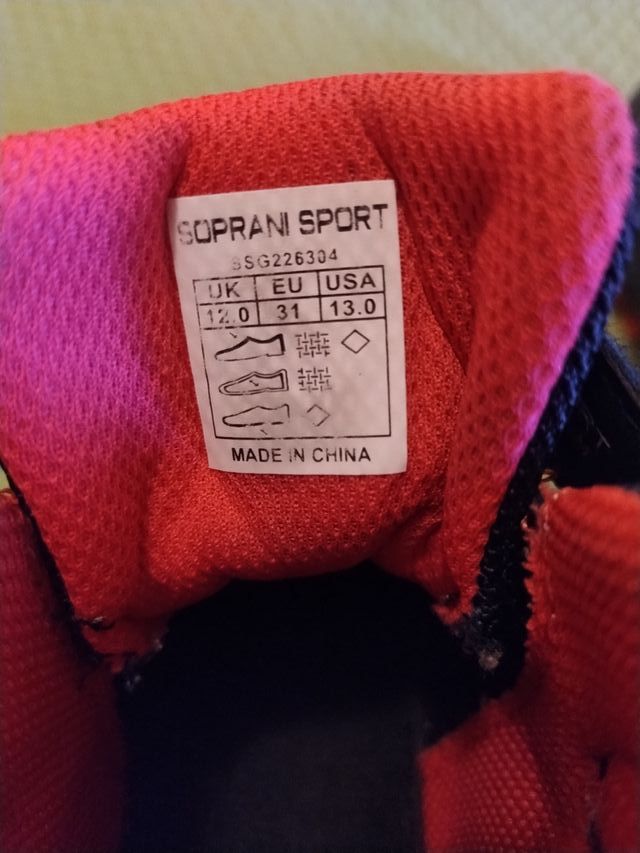 SOPRANI SPORT
SSG226304
UK EU USA
12.0 31 13.0
MADE IN CHINA